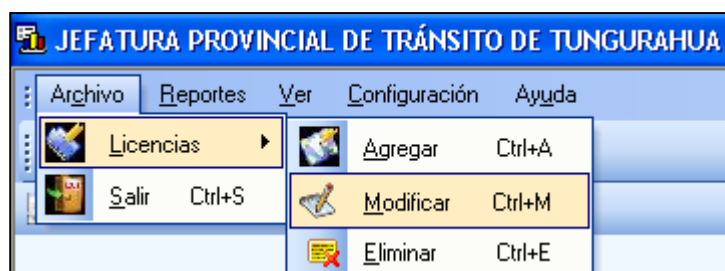 JEFATURA PROVINCIAL DE TRÁNSITO DE TUNGURAHUA
Archivo Reportes Ver Configuración Ayuda
Licencias Agregar Ctrl+A
Salir Ctrl+S Modificar Ctrl+M
Eliminar Ctrl+E